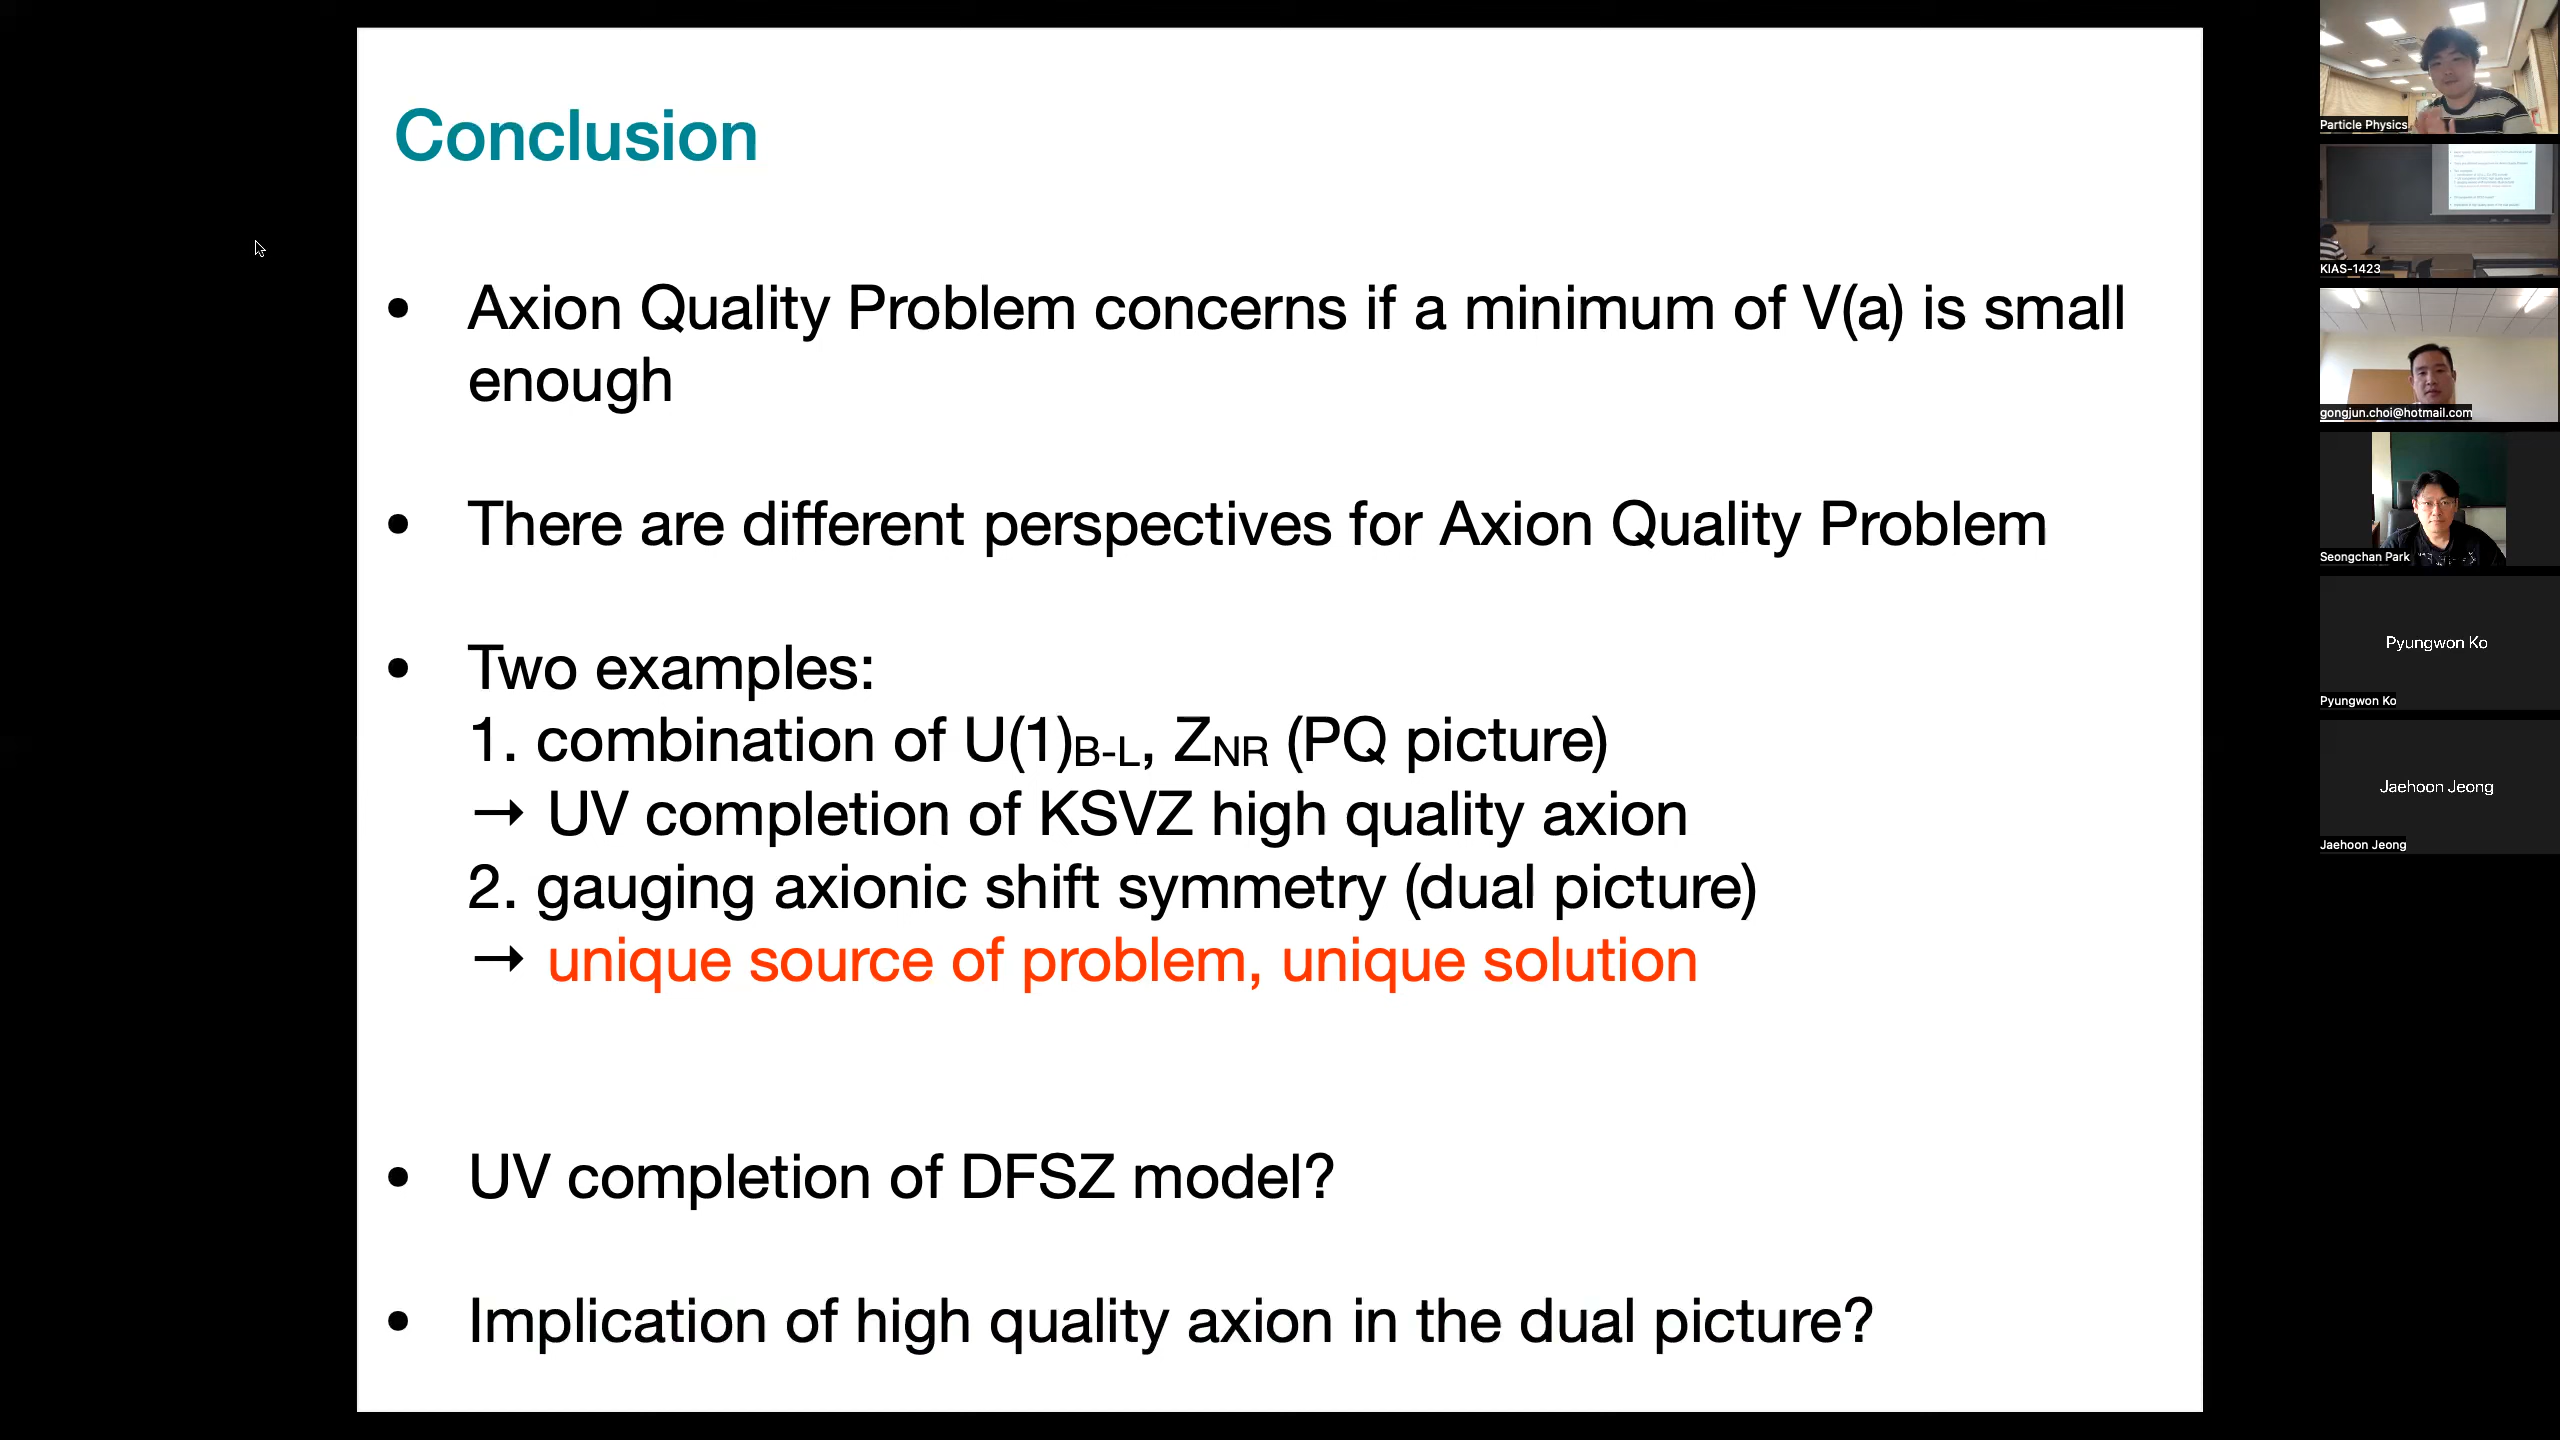 Conclusion
• Axion Quality Problem concerns if a minimum of V(a) is small
enough
• There are different perspectives for Axion Quality Problem
• Two examples:
1. combination of U(1)B-L, ZNR (PQ picture)
→ UV completion of KSVZ high quality axion
2. gauging axionic shift symmetry (dual picture)
→ unique source of problem, unique solution
• UV completion of DFSZ model?
• Implication of high quality axion in the dual picture?
Particle Physics
KIAS-1423
gongjun.choi@hotmail.com
Seongchan Park
Pyungwon Ko
Pyungwon Ko
Jaehoon Jeong
Jaehoon Jeong